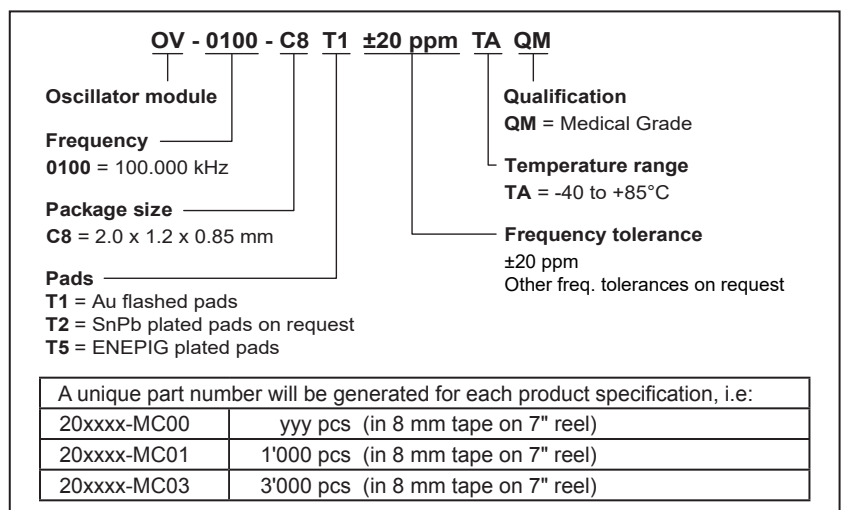 OV - 0100 - C8 T1 ±20 ppm TA QM
Oscillator module
Frequency
0100 = 100.000 kHz
Package size
C8 = 2.0 x 1.2 x 0.85 mm
Pads
T1 = Au flashed pads
T2 = SnPb plated pads on request
T5 = ENEPIG plated pads
Qualification
QM = Medical Grade
Temperature range
TA = -40 to +85°C
Frequency tolerance
±20 ppm
Other freq. tolerances on request
A unique part number will be generated for each product specification, i.e:
20xxxx-MC00 yyy pcs (in 8 mm tape on 7" reel)
20xxxx-MC01 1'000 pcs (in 8 mm tape on 7" reel)
20xxxx-MC03 3'000 pcs (in 8 mm tape on 7" reel)